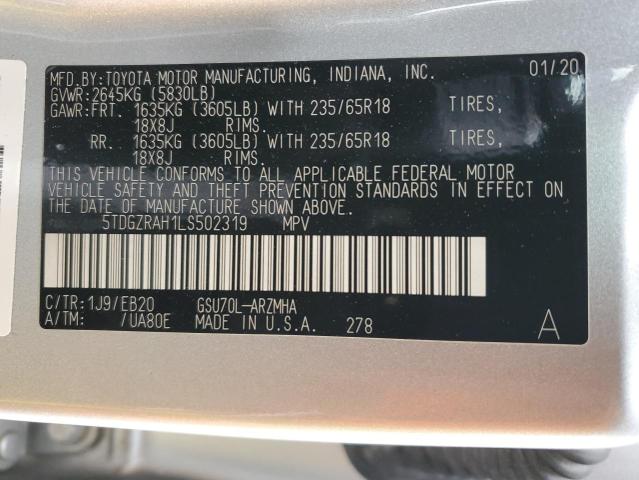 MFD.BY:TOYOTA MOTOR MANUFACTURING, INDIANA, INC. 01/20
GVWR:2645KG (5830LB)
GAWR:FRT. 1635KG (3605LB) WITH 235/65R18 TIRES,
18X8J RIMS.
RR. 1635KG (3605LB) WITH 235/65R18 TIRES,
18X8J RIMS.
THIS VEHICLE CONFORMS TO ALL APPLICABLE FEDERAL MOTOR
VEHICLE SAFETY AND THEFT PREVENTION STANDARDS IN EFFECT ON
THE DATE OF MANUFACTURE SHOWN ABOVE.
5TDGZRAH1LS502319 MPV
C/TR:1J9/EB20 GSU70L-ARZMHA
A/TM: /UA80E MADE IN U.S.A. 278 A